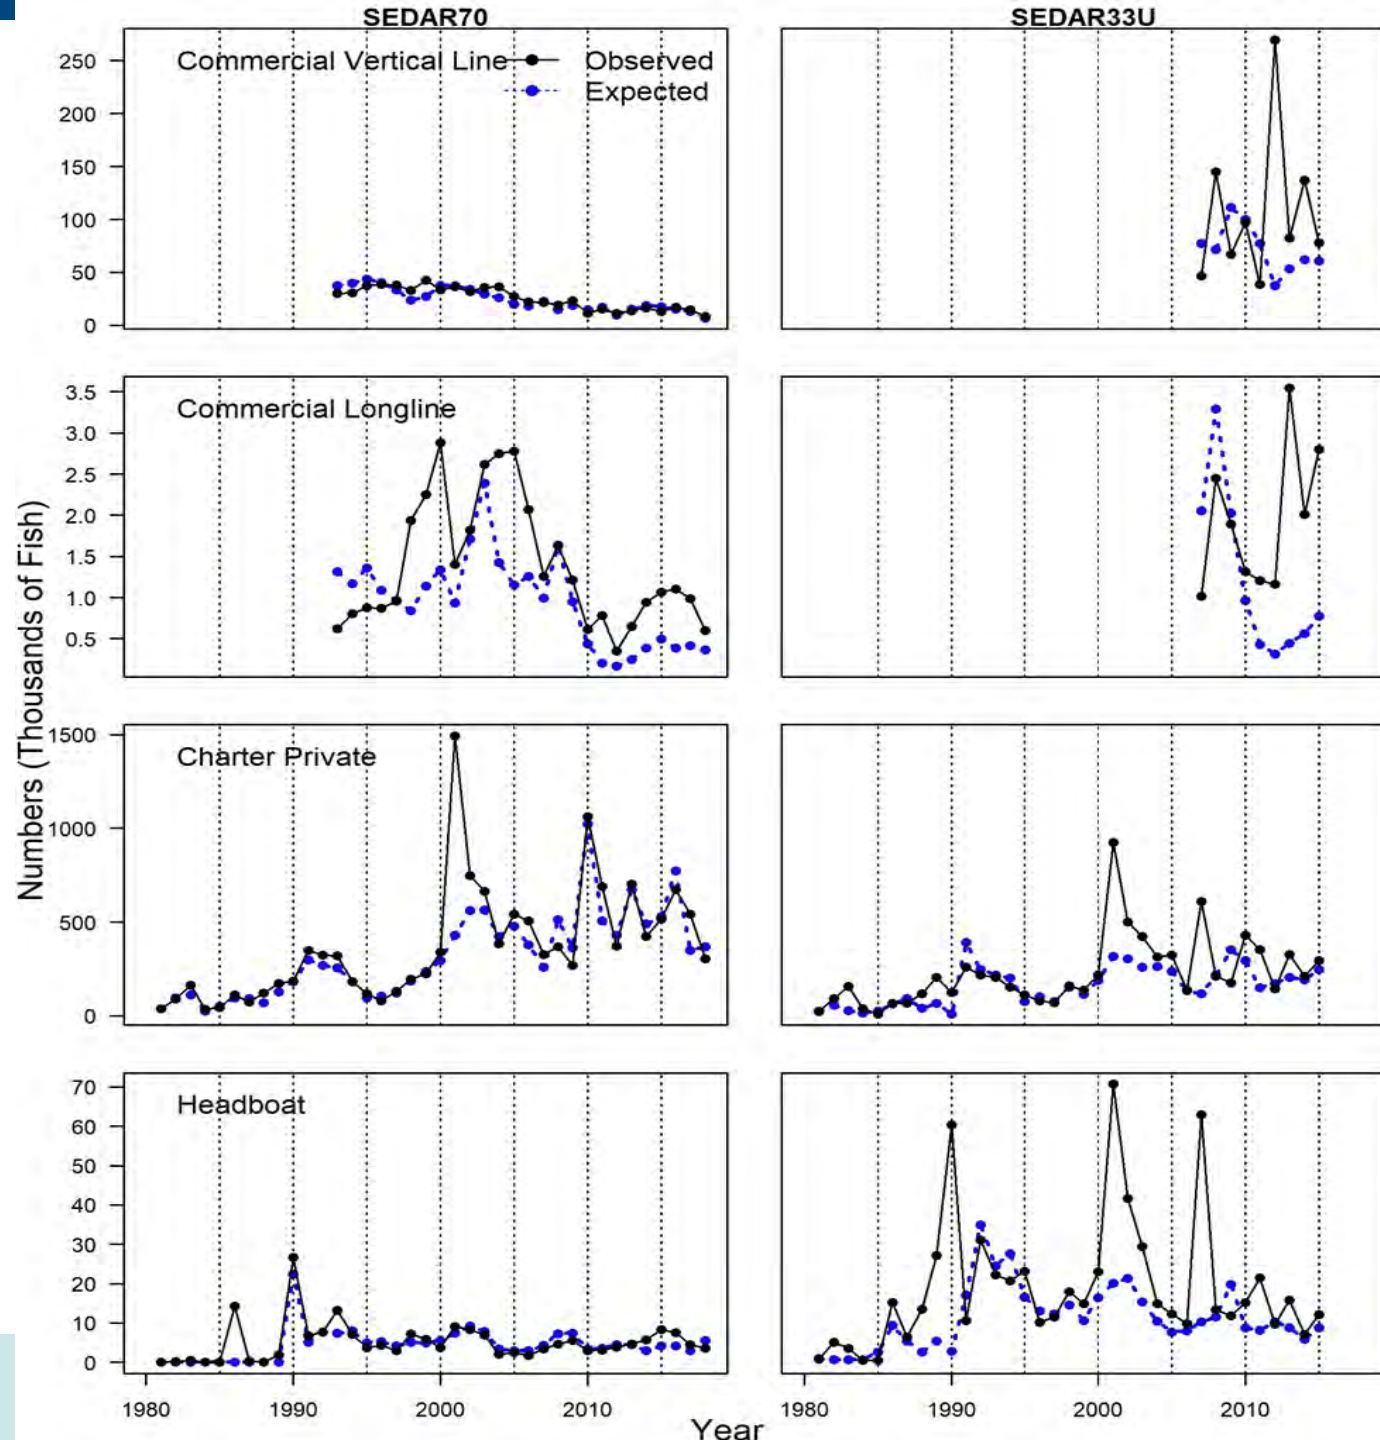 SEDAR70
SEDAR33U
Commercial Vertical Line
Observed
Expected
250
200
150
100
50
0
Commercial Longline
3.5
3.0
2.5
2.0
1.5
1.0
0.5
Numbers (Thousands of Fish)
Charter Private
1500
1000
500
0
Headboat
70
60
50
40
30
20
10
0
1980 1990 2000 2010
1980 1990 2000 2010
Year